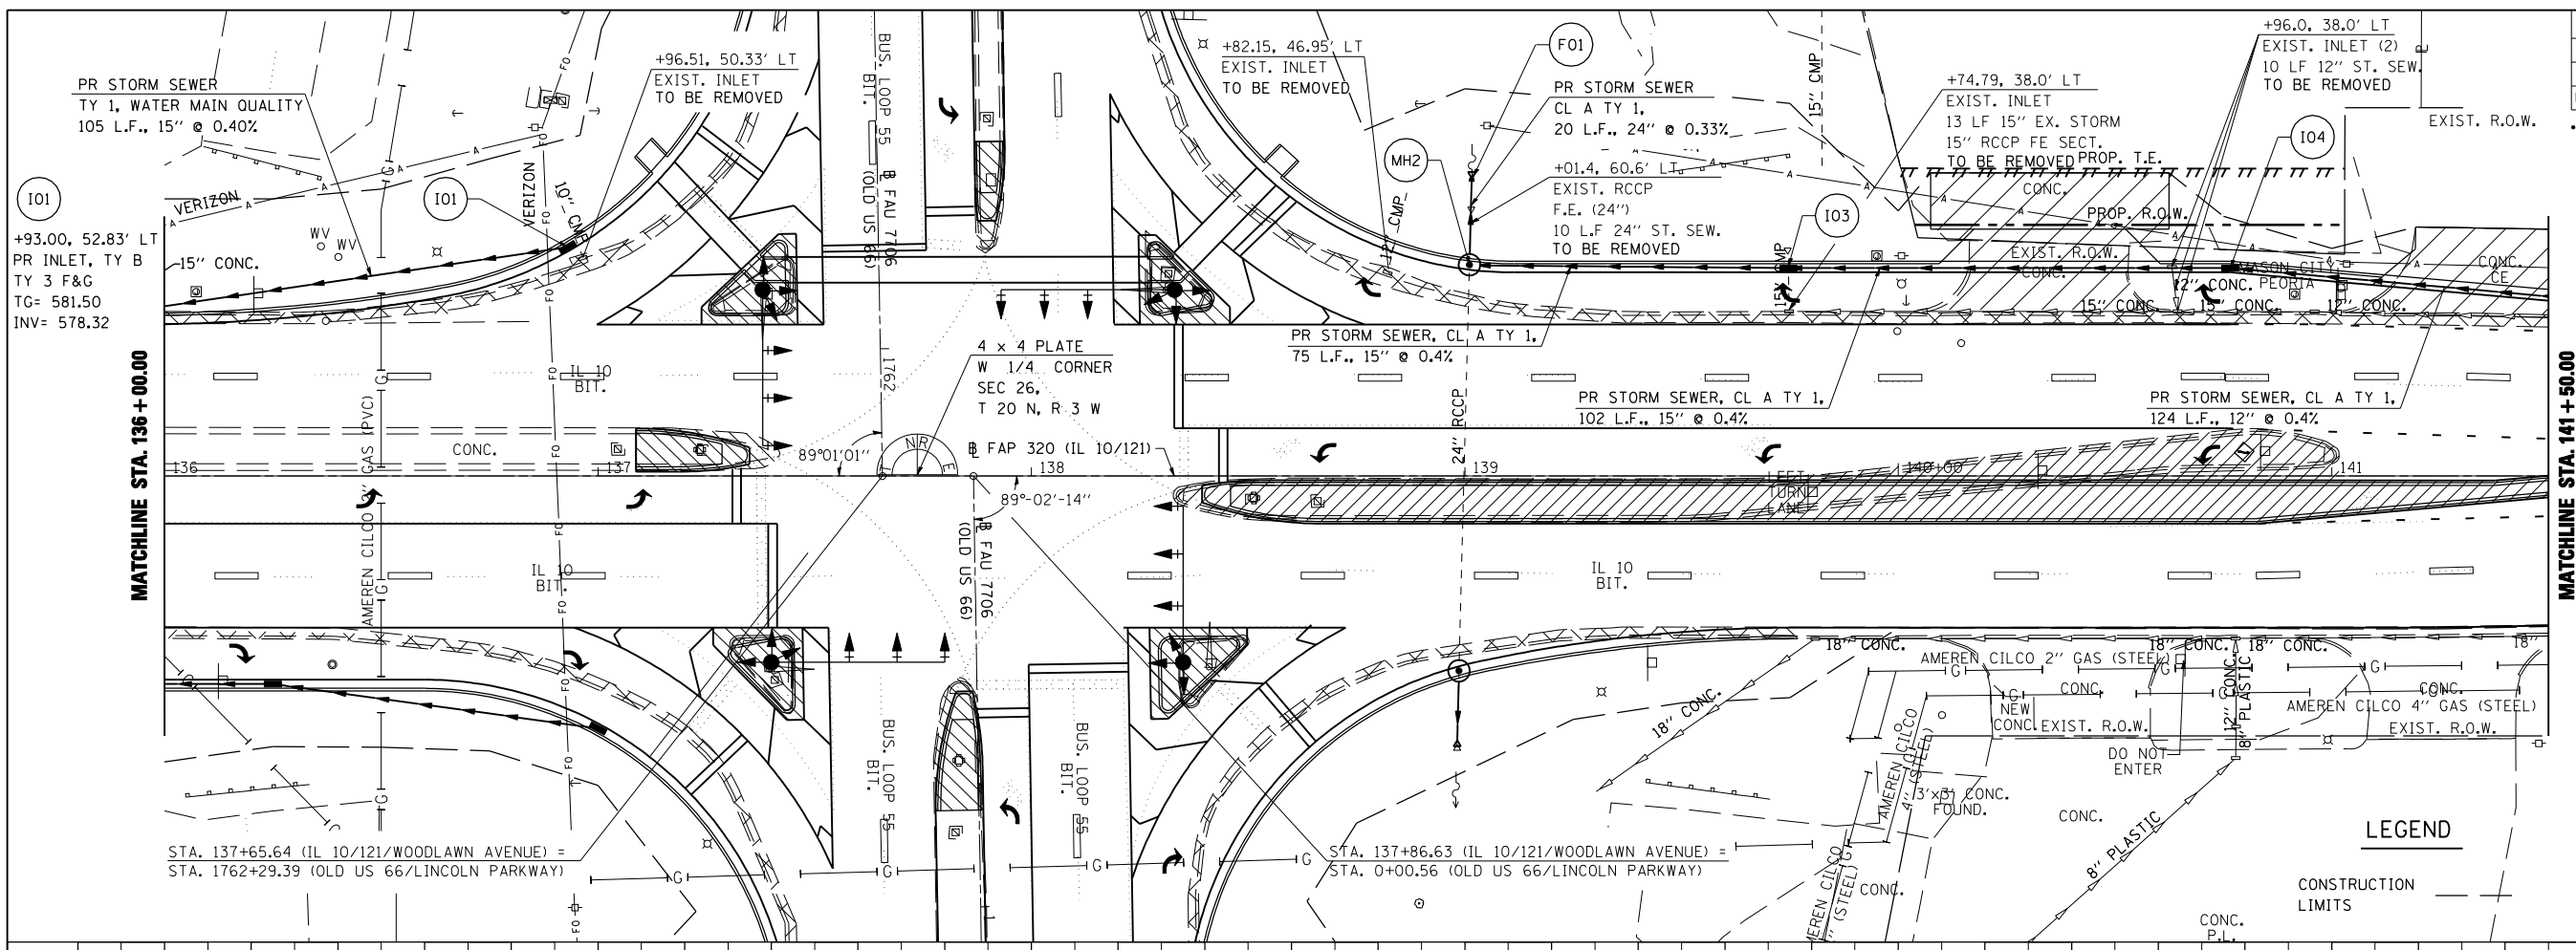 PR STORM SEWER
TY 1, WATER MAIN QUALITY
105 L.F., 15'' @ 0.40%
+96.51, 50.33' LT
EXIST. INLET
TO BE REMOVED
BUS. LOOP 55
BIT.
B FAU 7706
(OLD US 66)
+82.15, 46.95' LT
EXIST. INLET
TO BE REMOVED
F01
PR STORM SEWER
CL A TY 1,
20 L.F., 24'' @ 0.33%
15'' CMP
+74.79, 38.0' LT
EXIST. INLET
13 LF 15'' EX. STORM
15'' RCCP FE SECT.
TO BE REMOVED
+96.0, 38.0' LT
EXIST. INLET (2)
10 LF 12'' ST. SEW.
TO BE REMOVED
EXIST. R.O.W.
I04
MH2
+01.4, 60.6' LT
EXIST. RCCP
F.E. (24'')
10 L.F 24'' ST. SEW.
TO BE REMOVED
PROP. T.E.
CONC.
PROP. R.O.W.
EXIST. R.O.W.
CONC.
I03
I01
+93.00, 52.83' LT
PR INLET, TY B
TY 3 F&G
TG= 581.50
INV= 578.32
I01
VERIZON
VERIZON
WV
WV
15'' CONC.
MASON CITY
PEORIA
12'' CONC.
15'' CONC.
15'' CONC.
12'' CONC.
CONC.
CE
PR STORM SEWER, CL A TY 1,
75 L.F., 15'' @ 0.4%
PR STORM SEWER, CL A TY 1,
102 L.F., 15'' @ 0.4%
PR STORM SEWER, CL A TY 1,
124 L.F., 12'' @ 0.4%
4 x 4 PLATE
W 1/4 CORNER
SEC 26,
T 20 N, R 3 W
1762
IL 10
BIT.
24'' RCCP
MATCHLINE STA. 136+00.00
MATCHLINE STA. 141+50.00
CONC.
89°01'01''
B FAP 320 (IL 10/121)
136
137
138
139
140+00
141
LEFT
TURN
LANE
89°-02'-14''
B FAU 7706
(OLD US 66)
IL 10
BIT.
IL 10
BIT.
18'' CONC.
18'' CONC.
18'' CONC.
18''
AMEREN CILCO 2'' GAS (STEEL)
CONC.
CONC.
NEW
CONC.
EXIST. R.O.W.
12'' CONC.
8'' PLASTIC
AMEREN CILCO 4'' GAS (STEEL)
EXIST. R.O.W.
DO NOT
ENTER
18'' CONC.
AMEREN CILCO
4'' (STEEL)
3'x3' CONC.
FOUND.
CONC.
8'' PLASTIC
BUS. LOOP 55
BIT.
BUS. LOOP 55
BIT.
STA. 137+65.64 (IL 10/121/WOODLAWN AVENUE) =
STA. 1762+29.39 (OLD US 66/LINCOLN PARKWAY)
STA. 137+86.63 (IL 10/121/WOODLAWN AVENUE) =
STA. 0+00.56 (OLD US 66/LINCOLN PARKWAY)
CONC.
CONC.
P.L.
LEGEND
CONSTRUCTION
LIMITS